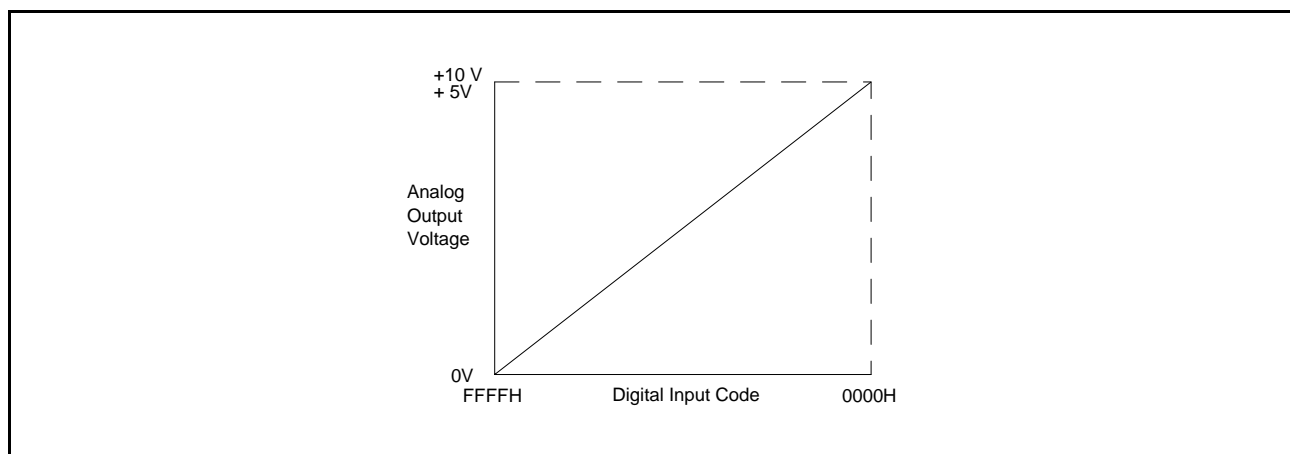 +10 V
+ 5V
Analog
Output
Voltage
0V
FFFFH Digital Input Code 0000H